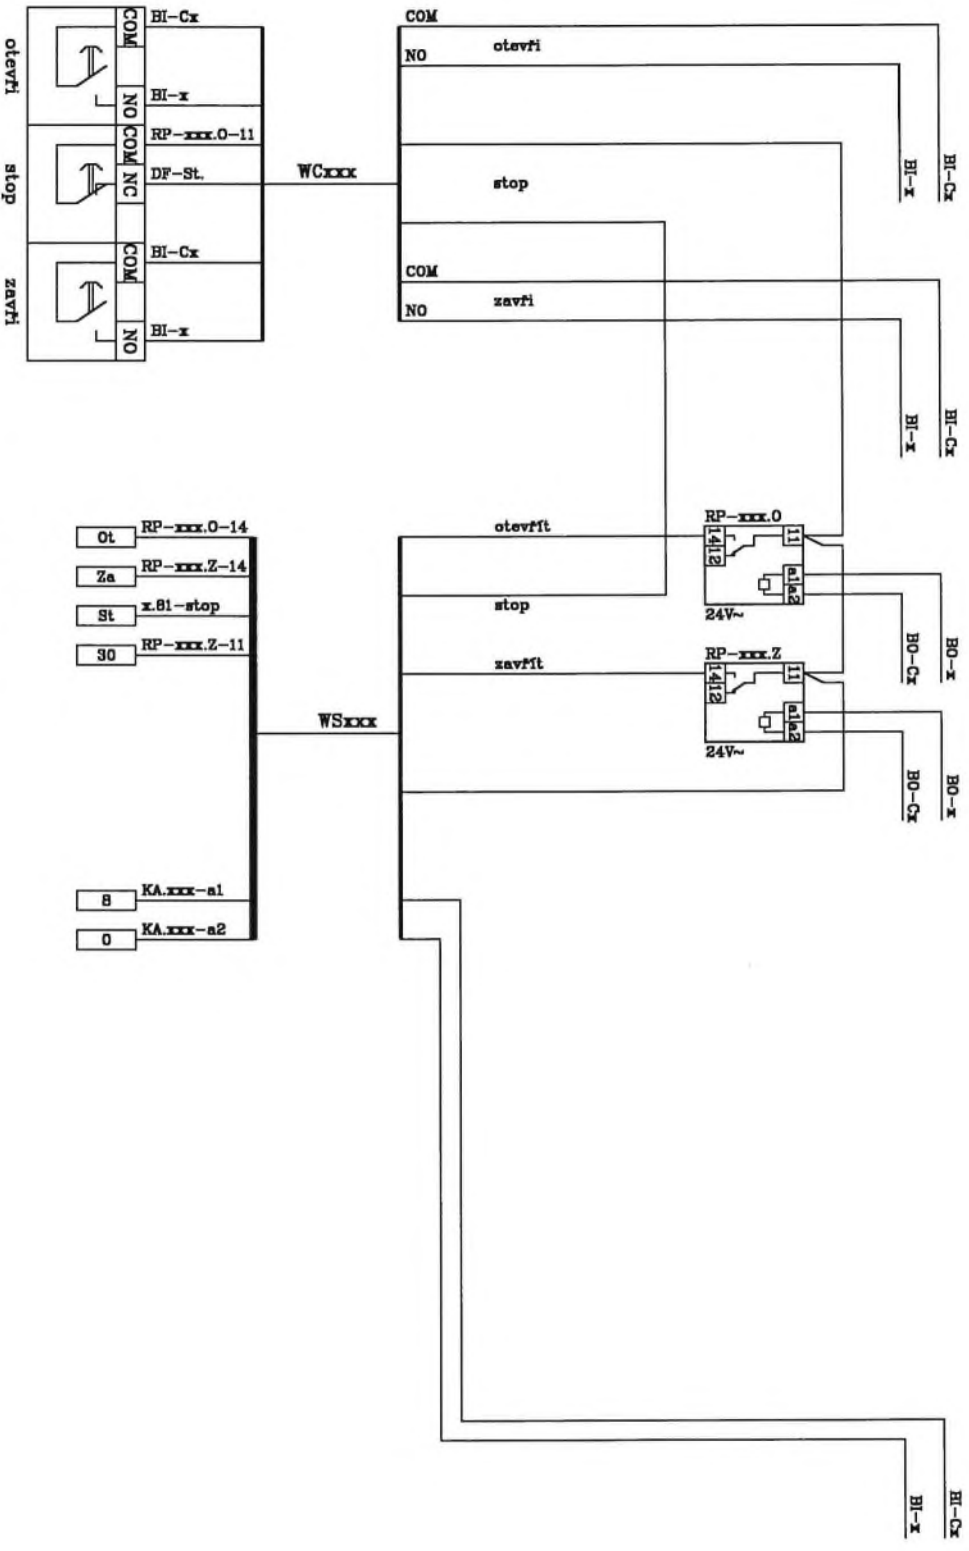 otevři
stop
zavři
COM
NO
COM
NC
COM
NO
BI-Cx
BI-x
RP-xxx.O-11
DF-St.
BI-Cx
BI-x
WCxxx
COM
otevři
NO
stop
COM
zavři
NO
BI-x
BI-Cx
BI-x
BI-Cx
Ot
RP-xxx.O-14
Za
RP-xxx.Z-14
St
x.81-stop
30
RP-xxx.Z-11
8
KA.xxx-a1
0
KA.xxx-a2
WSxxx
otevřít
stop
zavřít
RP-xxx.O
14
12
11
a1
a2
24V~
BO-Cx
BO-x
RP-xxx.Z
14
12
11
a1
a2
24V~
BO-Cx
BO-x
BI-x
BI-Cx